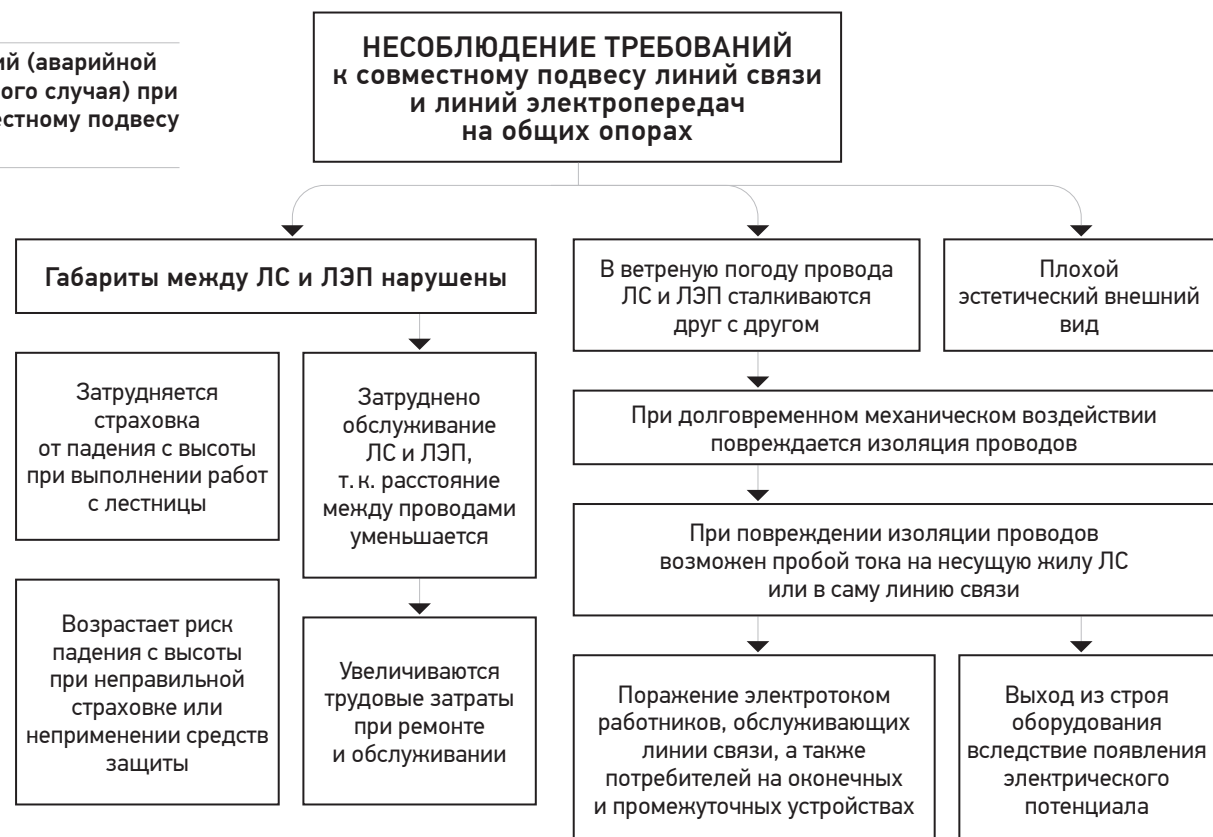 ий (аварийной
ого случая) при
естному подвесу
НЕСОБЛЮДЕНИЕ ТРЕБОВАНИЙ
к совместному подвесу линий связи
и линий электропередач
на общих опорах
Габариты между ЛС и ЛЭП нарушены
В ветреную погоду провода
ЛС и ЛЭП сталкиваются
друг с другом
Плохой
эстетический внешний
вид
Затрудняется
страховка
от падения с высоты
при выполнении работ
с лестницы
Затруднено
обслуживание
ЛС и ЛЭП,
т. к. расстояние
между проводами
уменьшается
При долговременном механическом воздействии
повреждается изоляция проводов
При повреждении изоляции проводов
возможен пробой тока на несущую жилу ЛС
или в саму линию связи
Возрастает риск
падения с высоты
при неправильной
страховке или
неприменении средств
защиты
Увеличиваются
трудовые затраты
при ремонте
и обслуживании
Поражение электротоком
работников, обслуживающих
линии связи, а также
потребителей на оконечных
и промежуточных устройствах
Выход из строя
оборудования
вследствие появления
электрического
потенциала